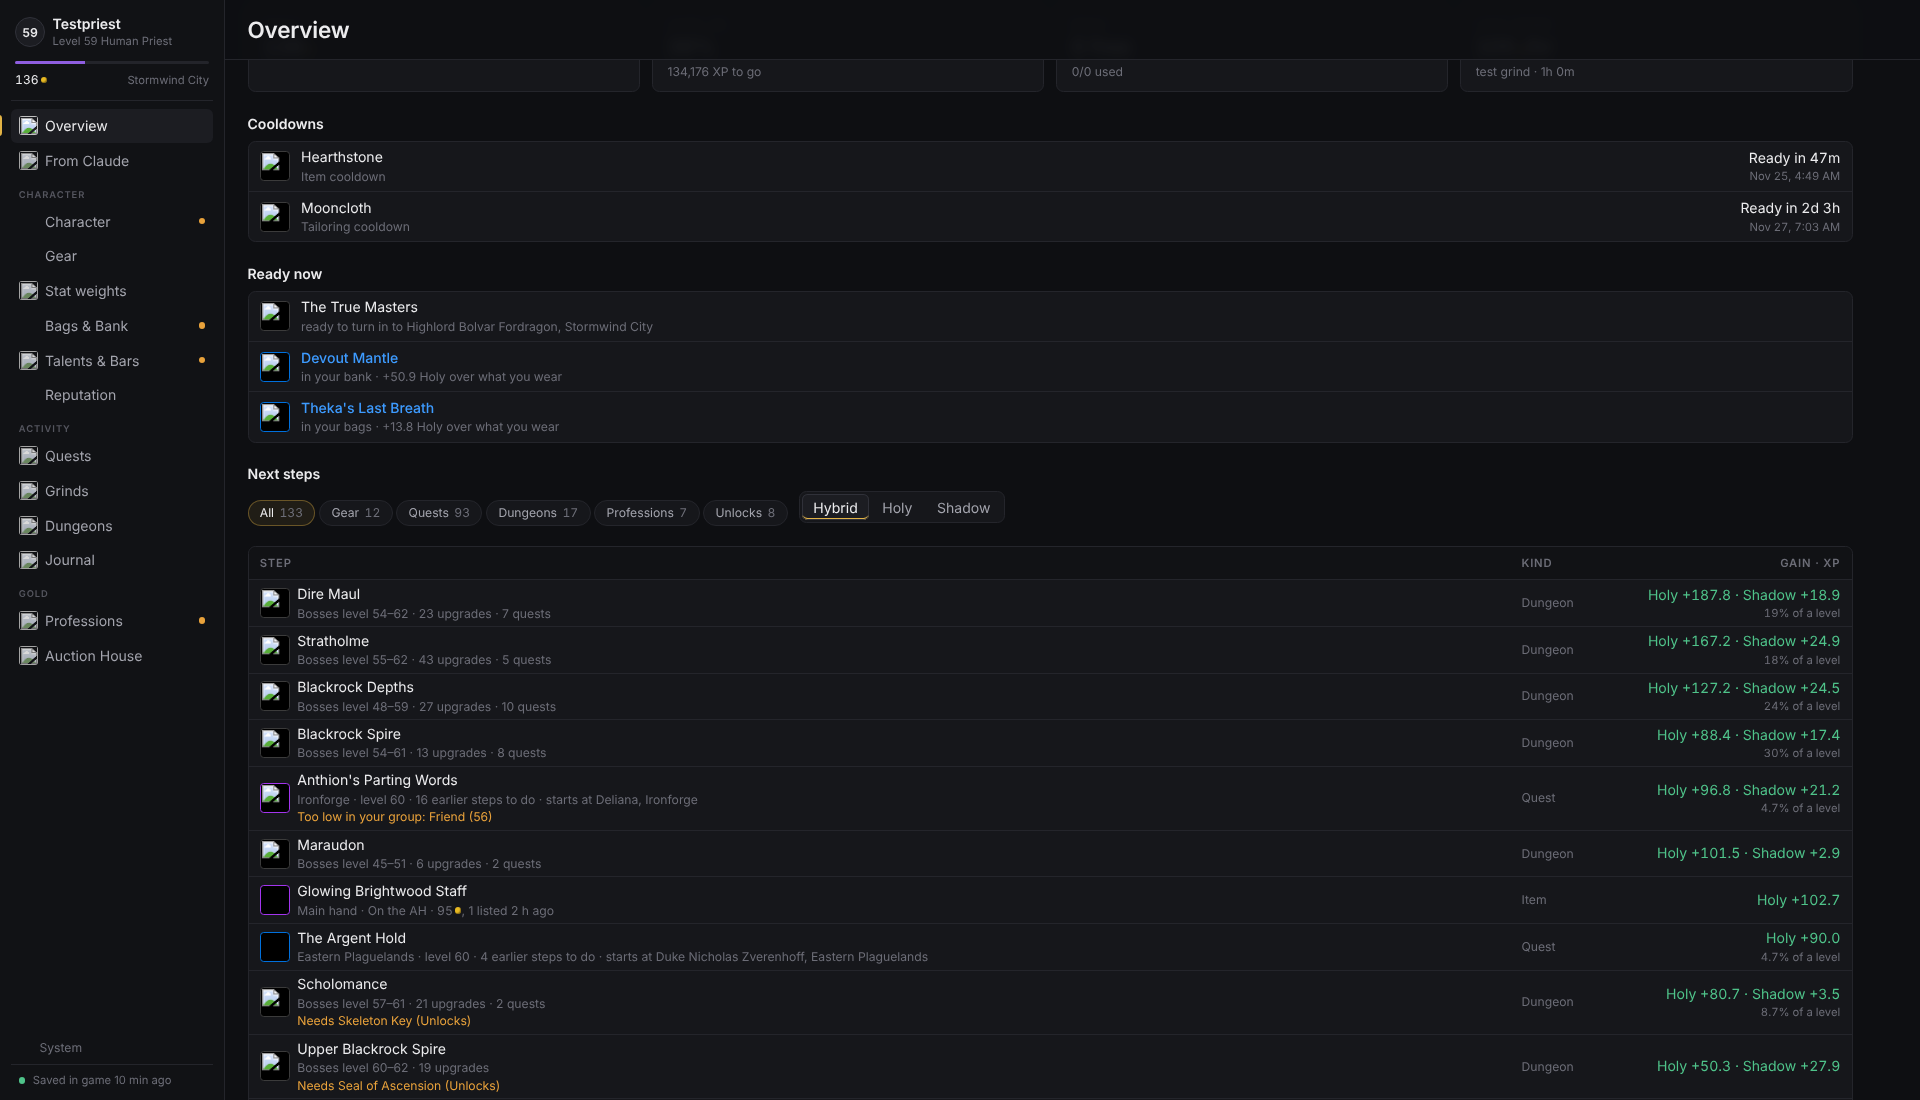 59
Testpriest
Level 59 Human Priest
136
Stormwind City
Overview
From Claude
CHARACTER
Character
Gear
Stat weights
Bags & Bank
Talents & Bars
Reputation
ACTIVITY
Quests
Grinds
Dungeons
Journal
GOLD
Professions
Auction House
System
Saved in game 10 min ago
Overview
134,176 XP to go
0/0 used
test grind · 1h 0m
Cooldowns
Hearthstone
Item cooldown
Ready in 47m
Nov 25, 4:49 AM
Mooncloth
Tailoring cooldown
Ready in 2d 3h
Nov 27, 7:03 AM
Ready now
The True Masters
ready to turn in to Highlord Bolvar Fordragon, Stormwind City
Devout Mantle
in your bank · +50.9 Holy over what you wear
Theka's Last Breath
in your bags · +13.8 Holy over what you wear
Next steps
All 133 Gear 12 Quests 93 Dungeons 17 Professions 7 Unlocks 8 Hybrid Holy Shadow
STEP KIND GAIN · XP
Dire Maul
Bosses level 54–62 · 23 upgrades · 7 quests
Dungeon
Holy +187.8 · Shadow +18.9
19% of a level
Stratholme
Bosses level 55–62 · 43 upgrades · 5 quests
Dungeon
Holy +167.2 · Shadow +24.9
18% of a level
Blackrock Depths
Bosses level 48–59 · 27 upgrades · 10 quests
Dungeon
Holy +127.2 · Shadow +24.5
24% of a level
Blackrock Spire
Bosses level 54–61 · 13 upgrades · 8 quests
Dungeon
Holy +88.4 · Shadow +17.4
30% of a level
Anthion's Parting Words
Ironforge · level 60 · 16 earlier steps to do · starts at Deliana, Ironforge
Too low in your group: Friend (56)
Quest
Holy +96.8 · Shadow +21.2
4.7% of a level
Maraudon
Bosses level 45–51 · 6 upgrades · 2 quests
Dungeon
Holy +101.5 · Shadow +2.9
Glowing Brightwood Staff
Main hand · On the AH · 95, 1 listed 2 h ago
Item
Holy +102.7
The Argent Hold
Eastern Plaguelands · level 60 · 4 earlier steps to do · starts at Duke Nicholas Zverenhoff, Eastern Plaguelands
Quest
Holy +90.0
4.7% of a level
Scholomance
Bosses level 57–61 · 21 upgrades · 2 quests
Needs Skeleton Key (Unlocks)
Dungeon
Holy +80.7 · Shadow +3.5
8.7% of a level
Upper Blackrock Spire
Bosses level 60–62 · 19 upgrades
Needs Seal of Ascension (Unlocks)
Dungeon
Holy +50.3 · Shadow +27.9